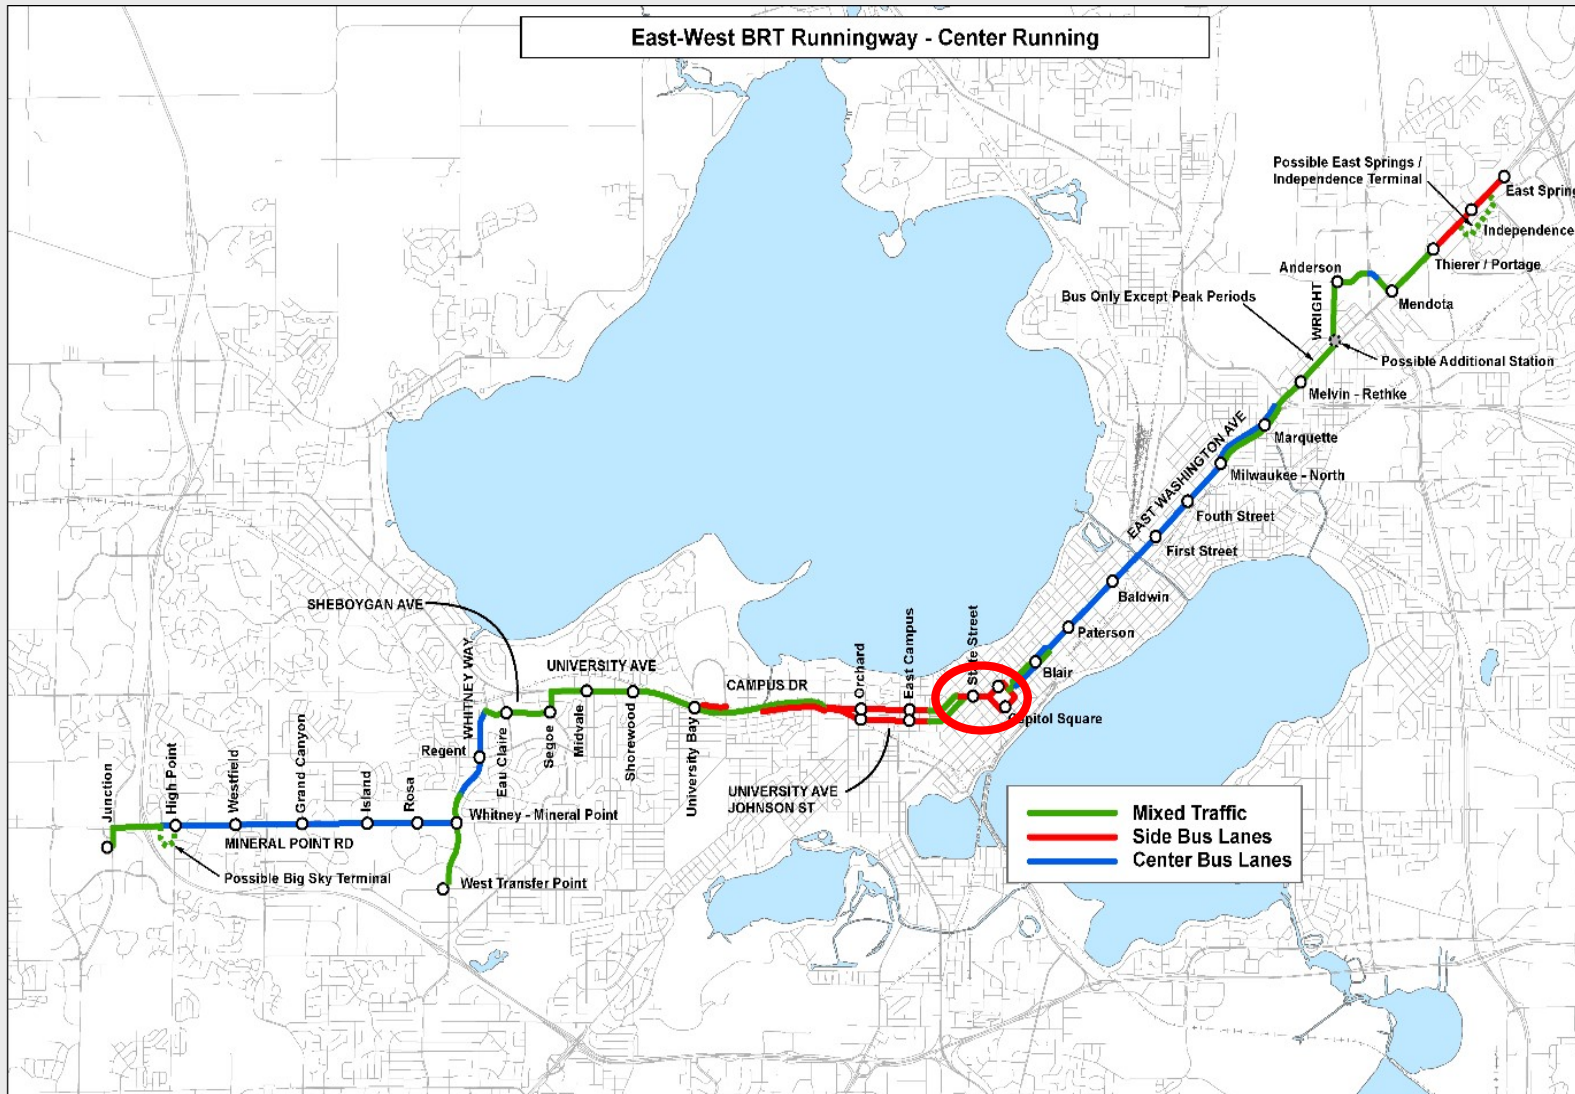 East-West BRT Runningway - Center Running
Possible East Springs /
Independence Terminal
East Spring
Independence
Thierer / Portage
Anderson
Mendota
Bus Only Except Peak Periods
WRIGHT
Possible Additional Station
Melvin - Rethke
Marquette
EAST WASHINGTON AVE
Milwaukee - North
Fouth Street
First Street
Baldwin
Paterson
Blair
State Street
Capitol Square
East Campus
Orchard
CAMPUS DR
UNIVERSITY AVE
JOHNSON ST
University Bay
UNIVERSITY AVE
Shorewood
Midvale
Segoe
Eau Claire
SHEBOYGAN AVE
WHITNEY WAY
Regent
Whitney - Mineral Point
West Transfer Point
Rosa
Island
Grand Canyon
Westfield
High Point
Junction
MINERAL POINT RD
Possible Big Sky Terminal
Mixed Traffic
Side Bus Lanes
Center Bus Lanes